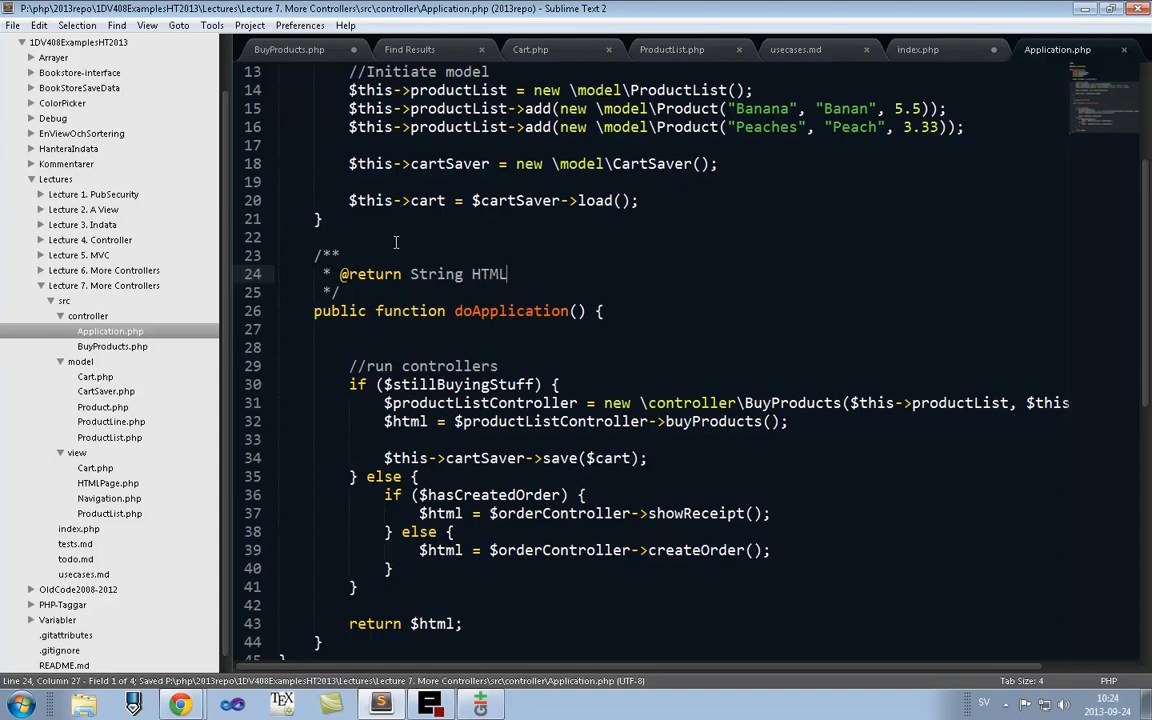 P:\php\2013repo\1DV408ExamplesHT2013\Lectures\Lecture 7. More Controllers\src\controller\Application.php (2013repo) - Sublime Text 2
File Edit Selection Find View Goto Tools Project Preferences Help
1DV408ExamplesHT2013
Arrayer
Bookstore-interface
BookStoreSaveData
ColorPicker
Debug
EnViewOchSortering
HanteraIndata
Kommentarer
Lectures
Lecture 1. PubSecurity
Lecture 2. A View
Lecture 3. Indata
Lecture 4. Controller
Lecture 5. MVC
Lecture 6. More Controllers
Lecture 7. More Controllers
src
controller
Application.php
BuyProducts.php
model
Cart.php
CartSaver.php
Product.php
ProductLine.php
ProductList.php
view
Cart.php
HTMLPage.php
Navigation.php
ProductList.php
index.php
tests.md
todo.md
usecases.md
OldCode2008-2012
PHP-Taggar
Variabler
.gitattributes
.gitignore
README.md
BuyProducts.php Find Results Cart.php ProductList.php usecases.md index.php Application.php
13 //Initiate model
14 $this->productList = new \model\ProductList();
15 $this->productList->add(new \model\Product("Banana", "Banan", 5.5));
16 $this->productList->add(new \model\Product("Peaches", "Peach", 3.33));
17
18 $this->cartSaver = new \model\CartSaver();
19
20 $this->cart = $cartSaver->load();
21 }
22
23 /**
24 * @return String HTML
25 */
26 public function doApplication() {
27
28
29 //run controllers
30 if ($stillBuyingStuff) {
31 $productListController = new \controller\BuyProducts($this->productList, $this
32 $html = $productListController->buyProducts();
33
34 $this->cartSaver->save($cart);
35 } else {
36 if ($hasCreatedOrder) {
37 $html = $orderController->showReceipt();
38 } else {
39 $html = $orderController->createOrder();
40 }
41 }
42
43 return $html;
44 }
45 }
Line 24, Column 27 - Field 1 of 4; Saved P:\php\2013repo\1DV408ExamplesHT2013\Lectures\Lecture 7. More Controllers\src\controller\Application.php (UTF-8) Tab Size: 4 PHP
SV 10:24
2013-09-24